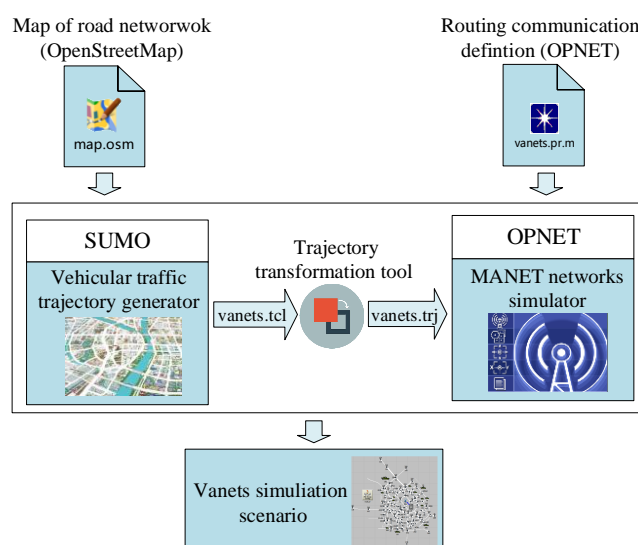 Map of road networwok
(OpenStreetMap)
Routing communication
defintion (OPNET)
map.osm
vanets.pr.m
SUMO
Vehicular traffic
trajectory generator
vanets.tcl
Trajectory
transformation tool
vanets.trj
OPNET
MANET networks
simulator
Vanets simuliation
scenario